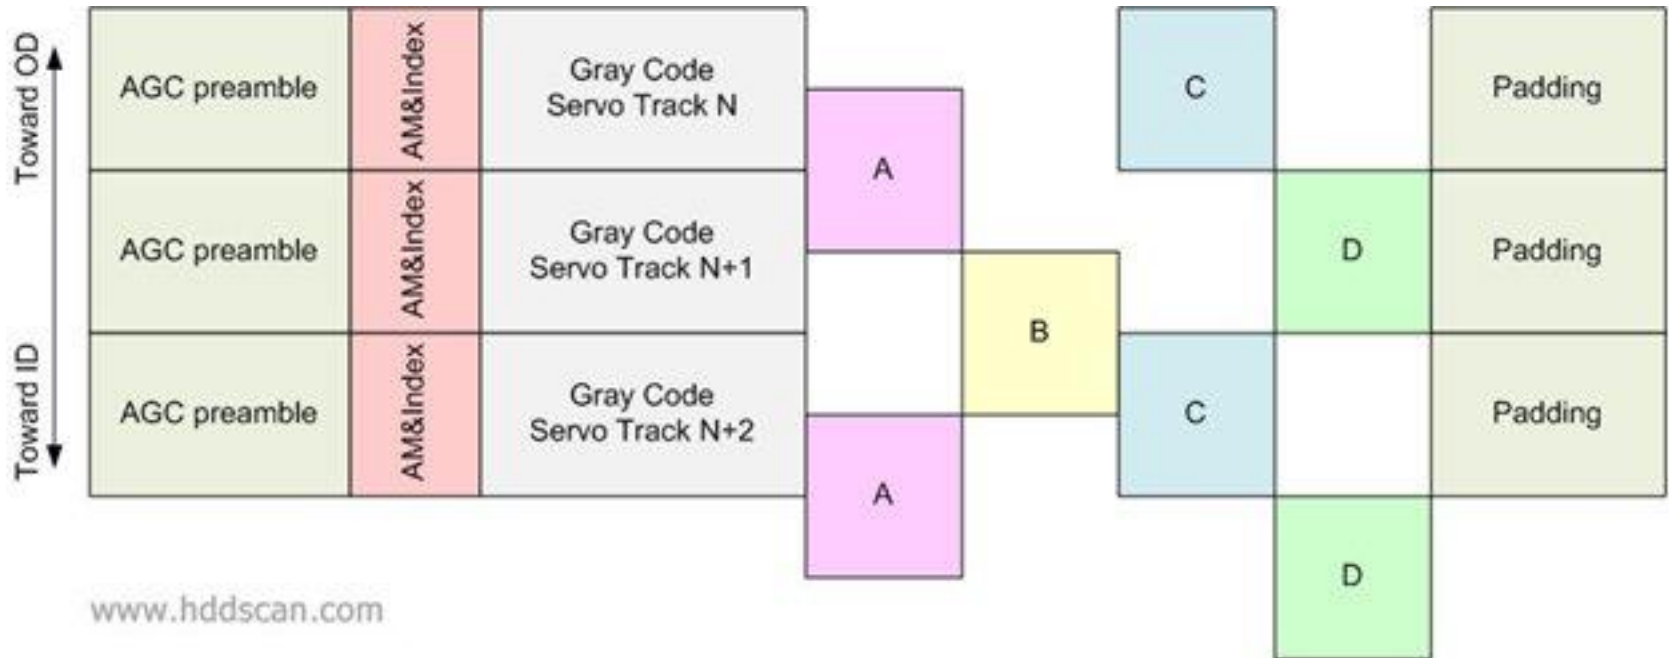 Toward OD
Toward ID
AGC preamble
AM&Index
Gray Code
Servo Track N
C
Padding
A
AGC preamble
AM&Index
Gray Code
Servo Track N+1
D
Padding
B
AGC preamble
AM&Index
Gray Code
Servo Track N+2
C
Padding
A
D
www.hddscan.com